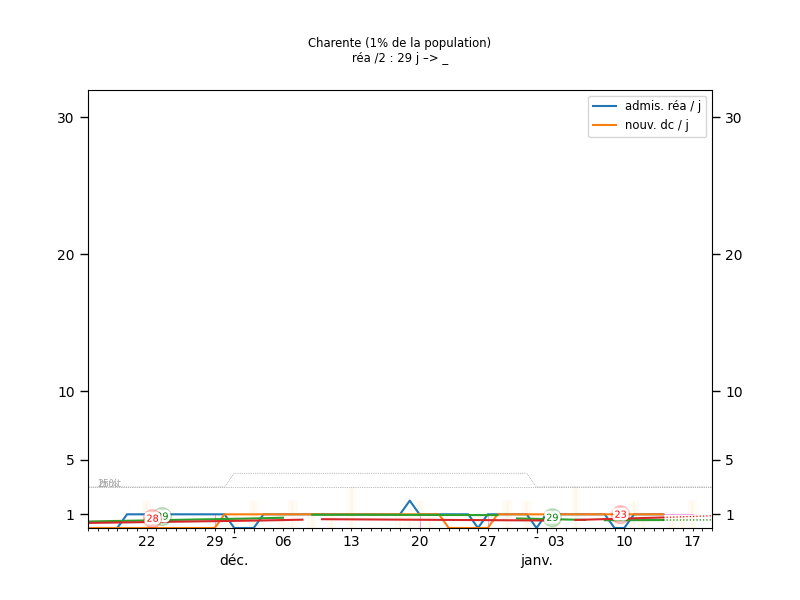 Charente (1% de la population)
réa /2 : 29 j –> _
admis. réa / j
nouv. dc / j
30 30
20 20
10 10
5 5
1 1
28 29 23
22 29 - 06 13 20 27 - 03 10 17
déc. janv.